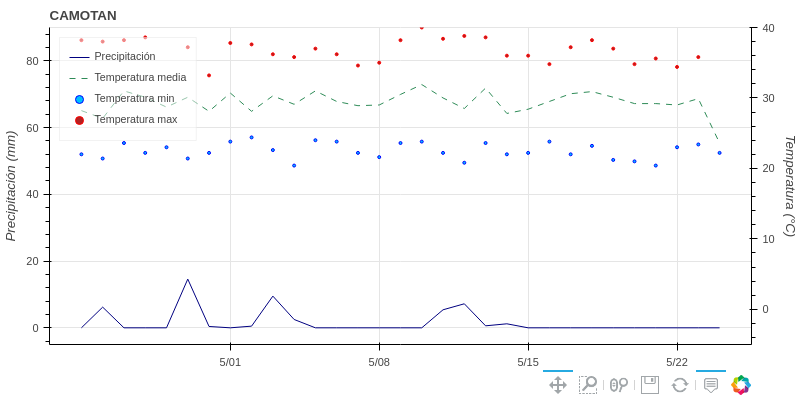 CAMOTAN
Precipitación
Temperatura media
Temperatura min
Temperatura max
Precipitación (mm)
80
60
40
20
0
Temperatura (°C)
40
30
20
10
0
5/01
5/08
5/15
5/22